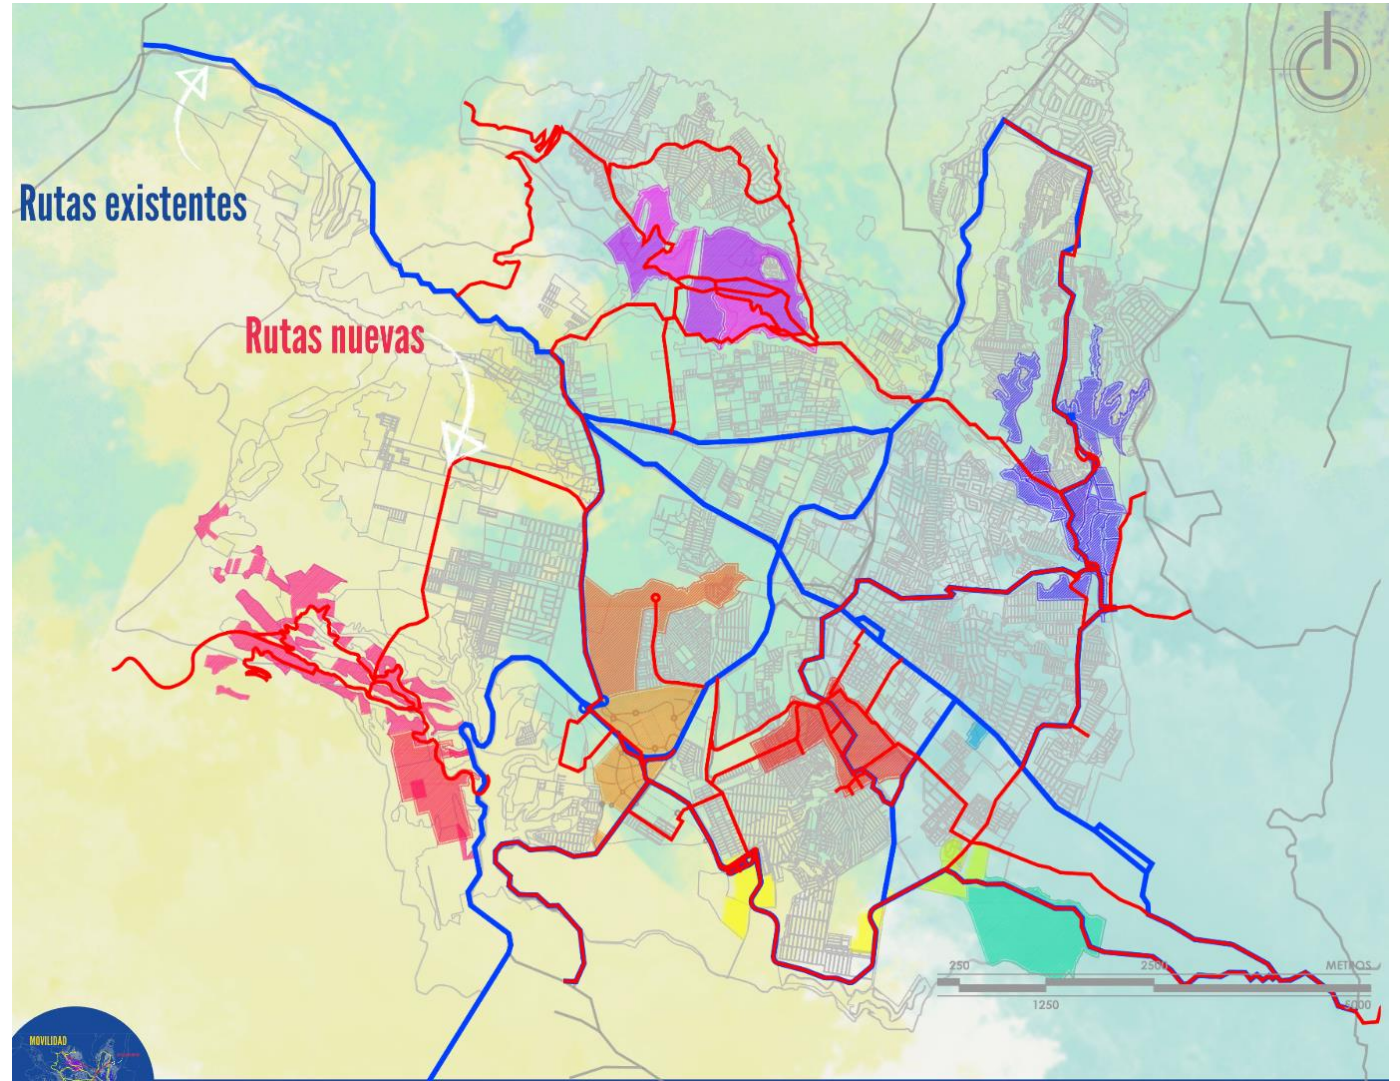 Rutas existentes
Rutas nuevas
250 2500 METROS
1250 5000
MOVILIDAD